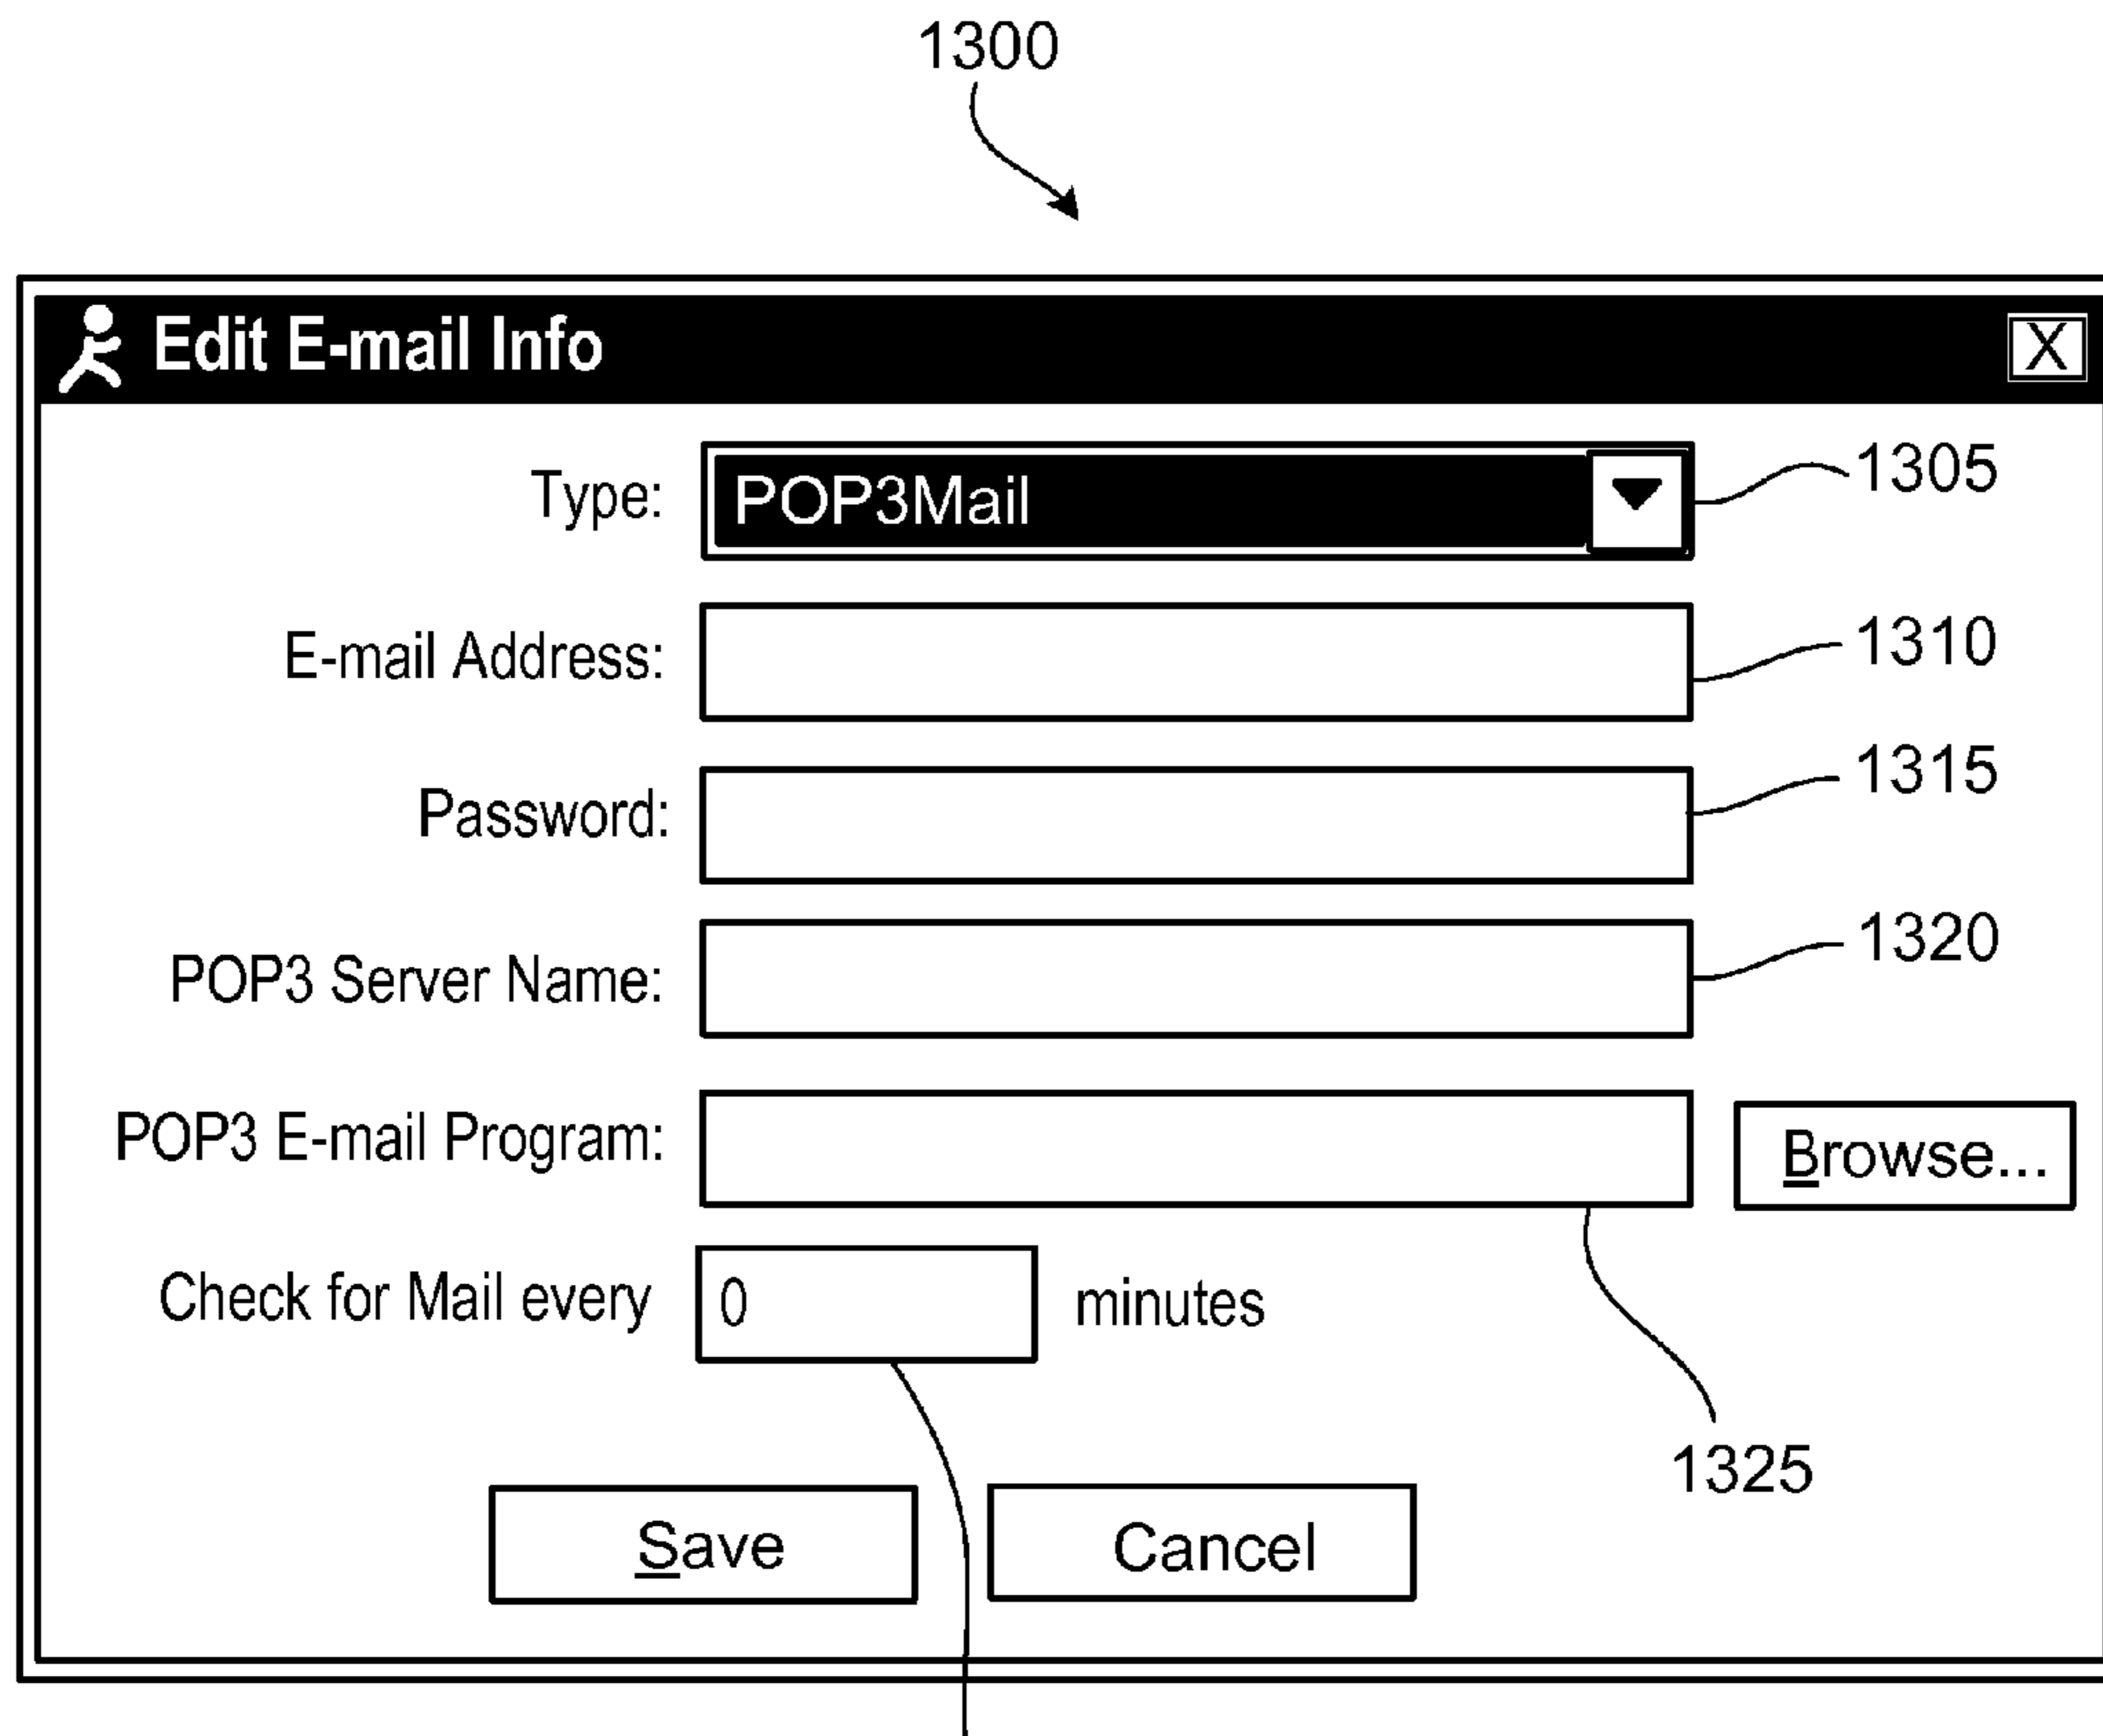 1300
Edit E-mail Info X
Type: POP3Mail 1305
E-mail Address: 1310
Password: 1315
POP3 Server Name: 1320
POP3 E-mail Program: Browse...
Check for Mail every 0 minutes
1325
Save Cancel